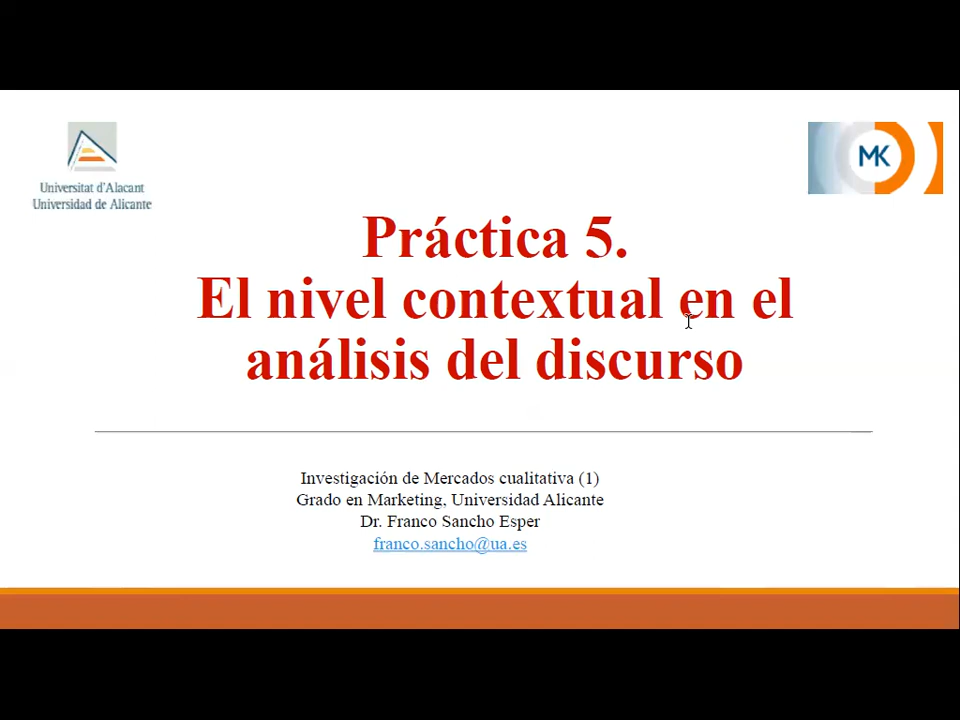 Universitat d'Alacant
Universidad de Alicante
MK
Práctica 5.
El nivel contextual en el
análisis del discurso
Investigación de Mercados cualitativa (1)
Grado en Marketing, Universidad Alicante
Dr. Franco Sancho Esper
franco.sancho@ua.es